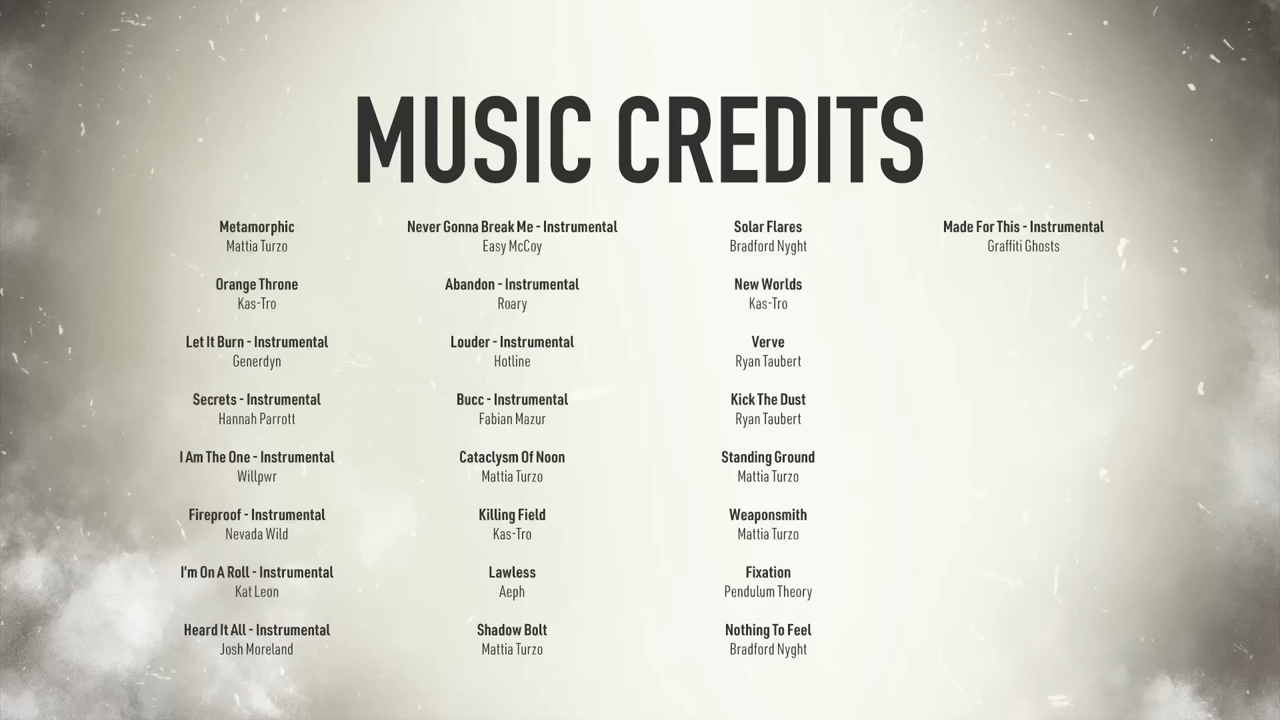 MUSIC CREDITS
Metamorphic
Mattia Turzo
Orange Throne
Kas-Tro
Let It Burn - Instrumental
Generdyn
Secrets - Instrumental
Hannah Parrott
I Am The One - Instrumental
Willpwr
Fireproof - Instrumental
Nevada Wild
I'm On A Roll - Instrumental
Kat Leon
Heard It All - Instrumental
Josh Moreland
Never Gonna Break Me - Instrumental
Easy McCoy
Abandon - Instrumental
Roary
Louder - Instrumental
Hotline
Bucc - Instrumental
Fabian Mazur
Cataclysm Of Noon
Mattia Turzo
Killing Field
Kas-Tro
Lawless
Aeph
Shadow Bolt
Mattia Turzo
Solar Flares
Bradford Nyght
New Worlds
Kas-Tro
Verve
Ryan Taubert
Kick The Dust
Ryan Taubert
Standing Ground
Mattia Turzo
Weaponsmith
Mattia Turzo
Fixation
Pendulum Theory
Nothing To Feel
Bradford Nyght
Made For This - Instrumental
Graffiti Ghosts